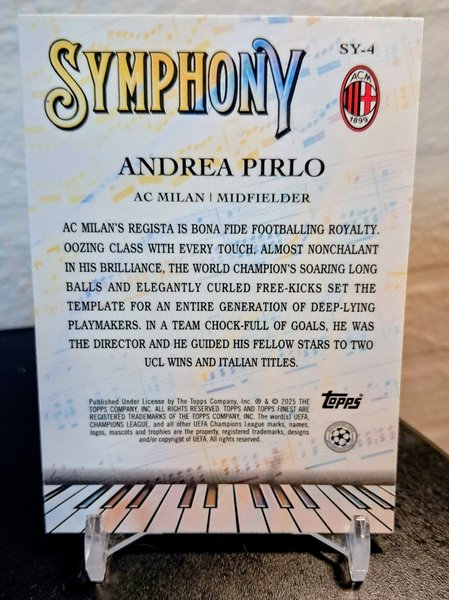 SYMPHONY
SY-4
ACM
1899
ANDREA PIRLO
AC MILAN | MIDFIELDER
AC MILAN'S REGISTA IS BONA FIDE FOOTBALLING ROYALTY.
OOZING CLASS WITH EVERY TOUCH, ALMOST NONCHALANT
IN HIS BRILLIANCE, THE WORLD CHAMPION'S SOARING LONG
BALLS AND ELEGANTLY CURLED FREE-KICKS SET THE
TEMPLATE FOR AN ENTIRE GENERATION OF DEEP-LYING
PLAYMAKERS. IN A TEAM CHOCK-FULL OF GOALS, HE WAS
THE DIRECTOR AND HE GUIDED HIS FELLOW STARS TO TWO
UCL WINS AND ITALIAN TITLES.
Published Under License by The Topps Company, Inc. ® & © 2025 THE
TOPPS COMPANY, INC. ALL RIGHTS RESERVED. TOPPS AND TOPPS FINEST ARE
REGISTERED TRADEMARKS OF THE TOPPS COMPANY, INC. The word(s) UEFA,
CHAMPIONS LEAGUE, and all other UEFA Champions League marks, names,
logos, mascots and trophies are the property, registered trademarks, designs
and/or copyright of UEFA. All rights reserved.
Topps